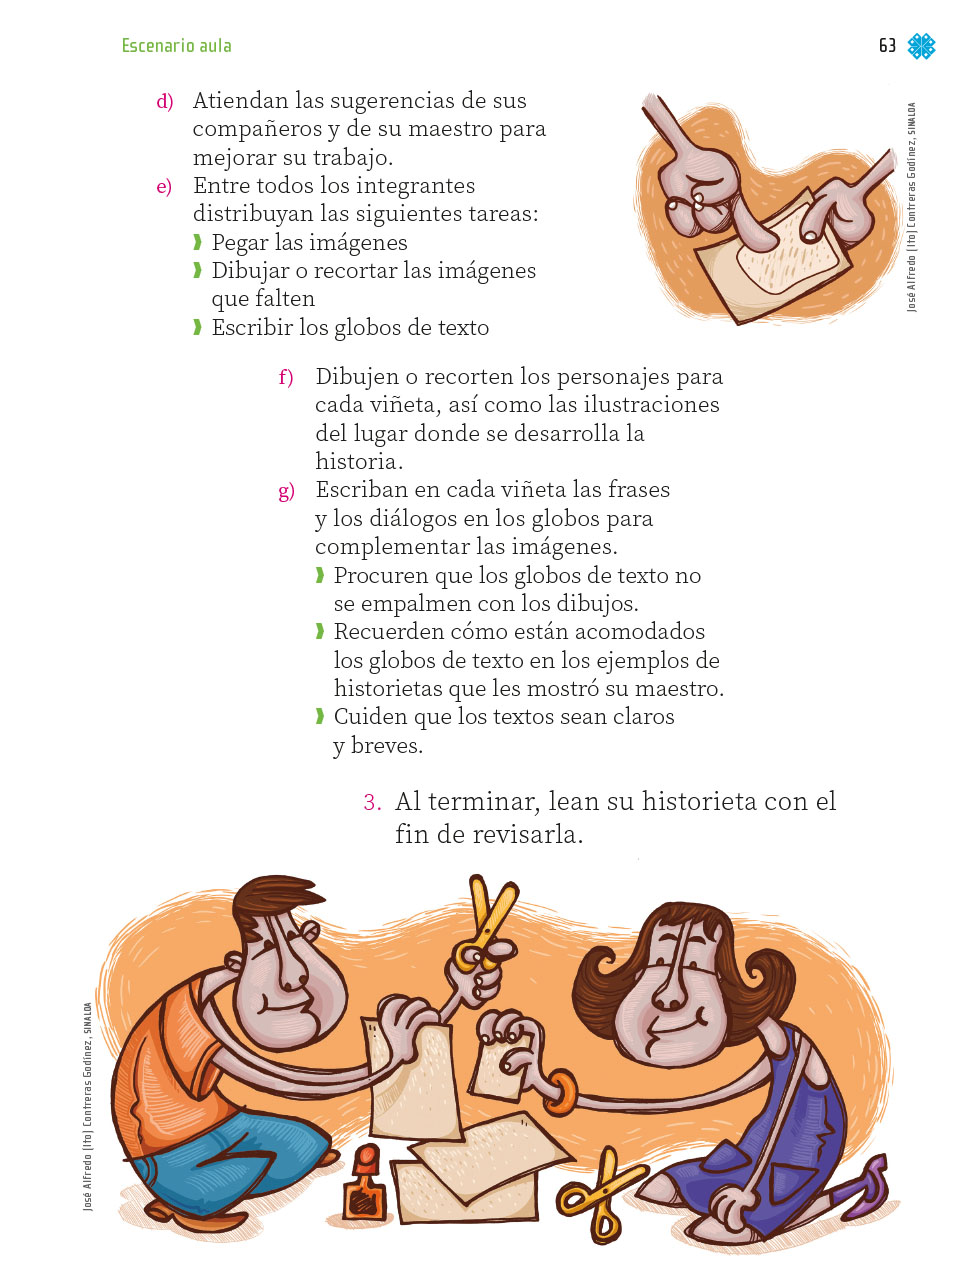 Escenario aula
63
d) Atiendan las sugerencias de sus
compañeros y de su maestro para
mejorar su trabajo.
e) Entre todos los integrantes
distribuyan las siguientes tareas:
Pegar las imágenes
Dibujar o recortar las imágenes
que falten
Escribir los globos de texto
José Alfredo (Ito) Contreras Godínez, SINALOA
f) Dibujen o recorten los personajes para
cada viñeta, así como las ilustraciones
del lugar donde se desarrolla la
historia.
g) Escriban en cada viñeta las frases
y los diálogos en los globos para
complementar las imágenes.
Procuren que los globos de texto no
se empalmen con los dibujos.
Recuerden cómo están acomodados
los globos de texto en los ejemplos de
historietas que les mostró su maestro.
Cuiden que los textos sean claros
y breves.
3. Al terminar, lean su historieta con el
fin de revisarla.
José Alfredo (Ito) Contreras Godínez, SINALOA